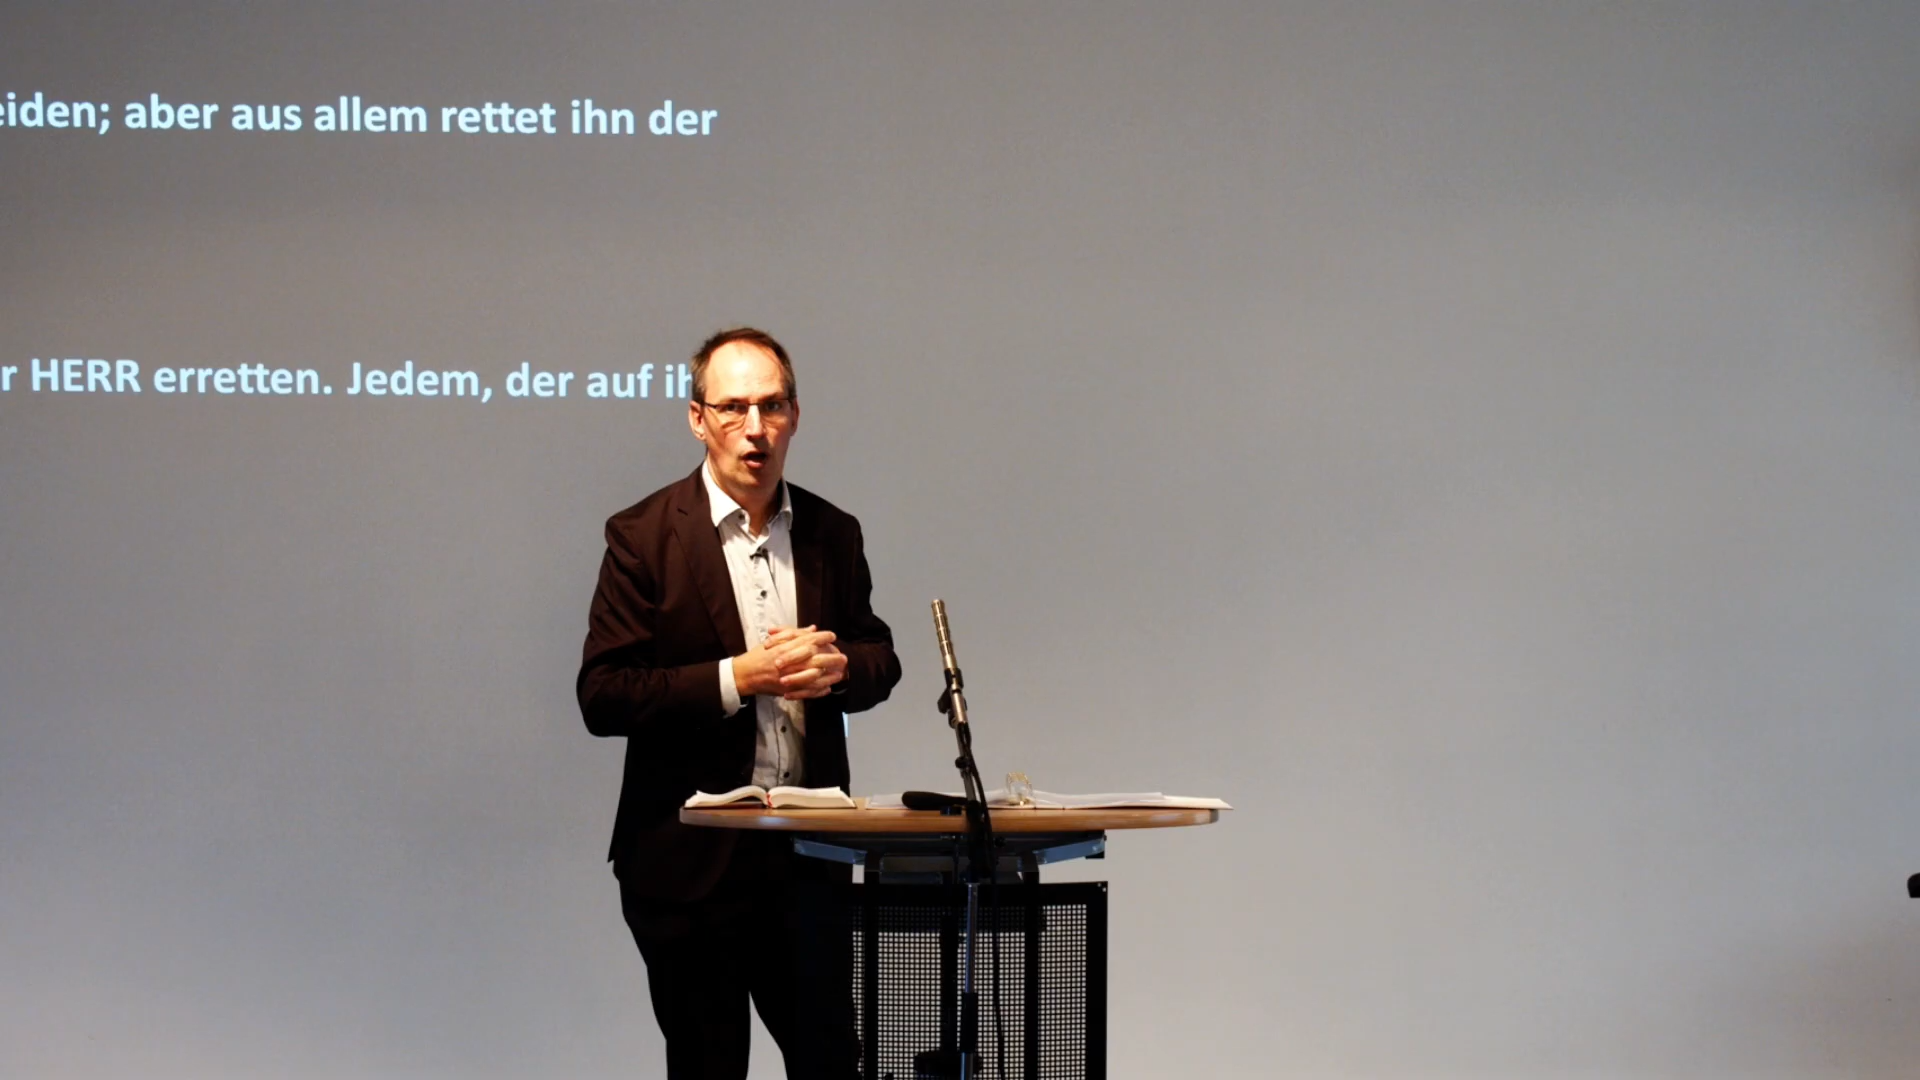 eiden; aber aus allem rettet ihn der
r HERR erretten. Jedem, der auf ih